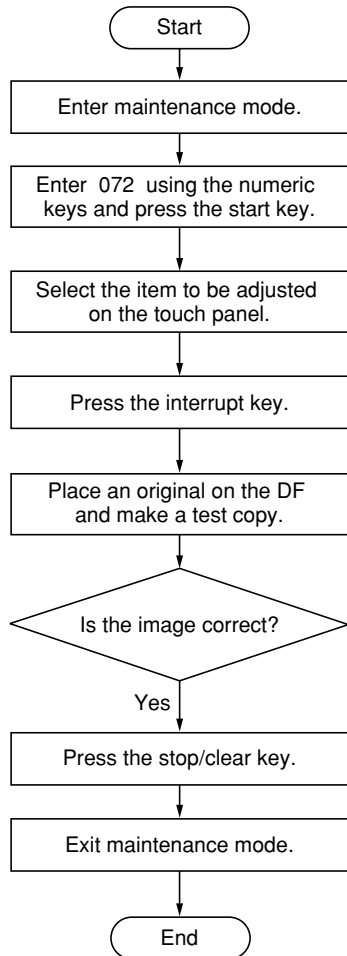 Start
Enter maintenance mode.
Enter 072 using the numeric
keys and press the start key.
Select the item to be adjusted
on the touch panel.
Press the interrupt key.
Place an original on the DF
and make a test copy.
Is the image correct?
Yes
Press the stop/clear key.
Exit maintenance mode.
End